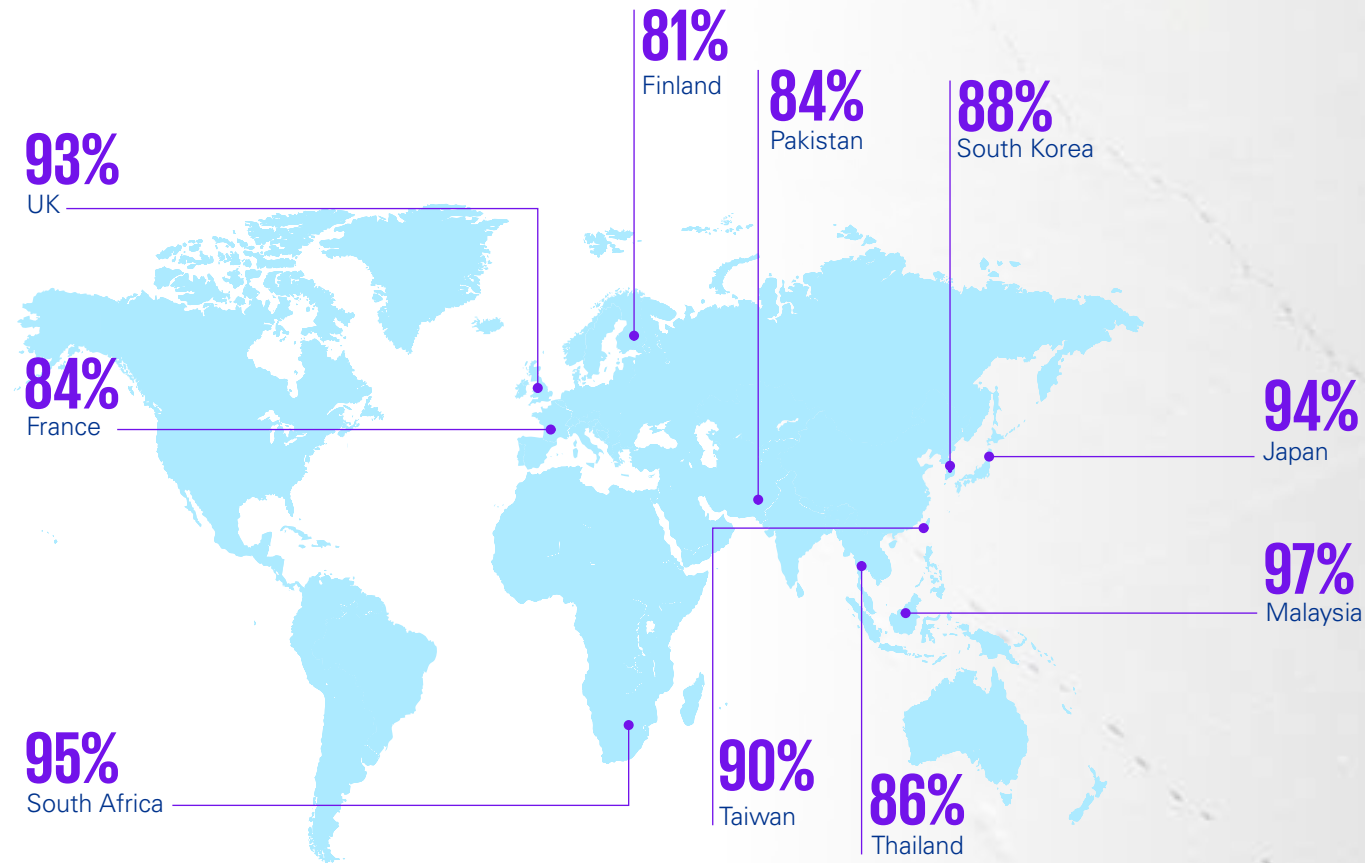 81%
Finland
84%
Pakistan
88%
South Korea
93%
UK
84%
France
94%
Japan
97%
Malaysia
95%
South Africa
90%
Taiwan
86%
Thailand